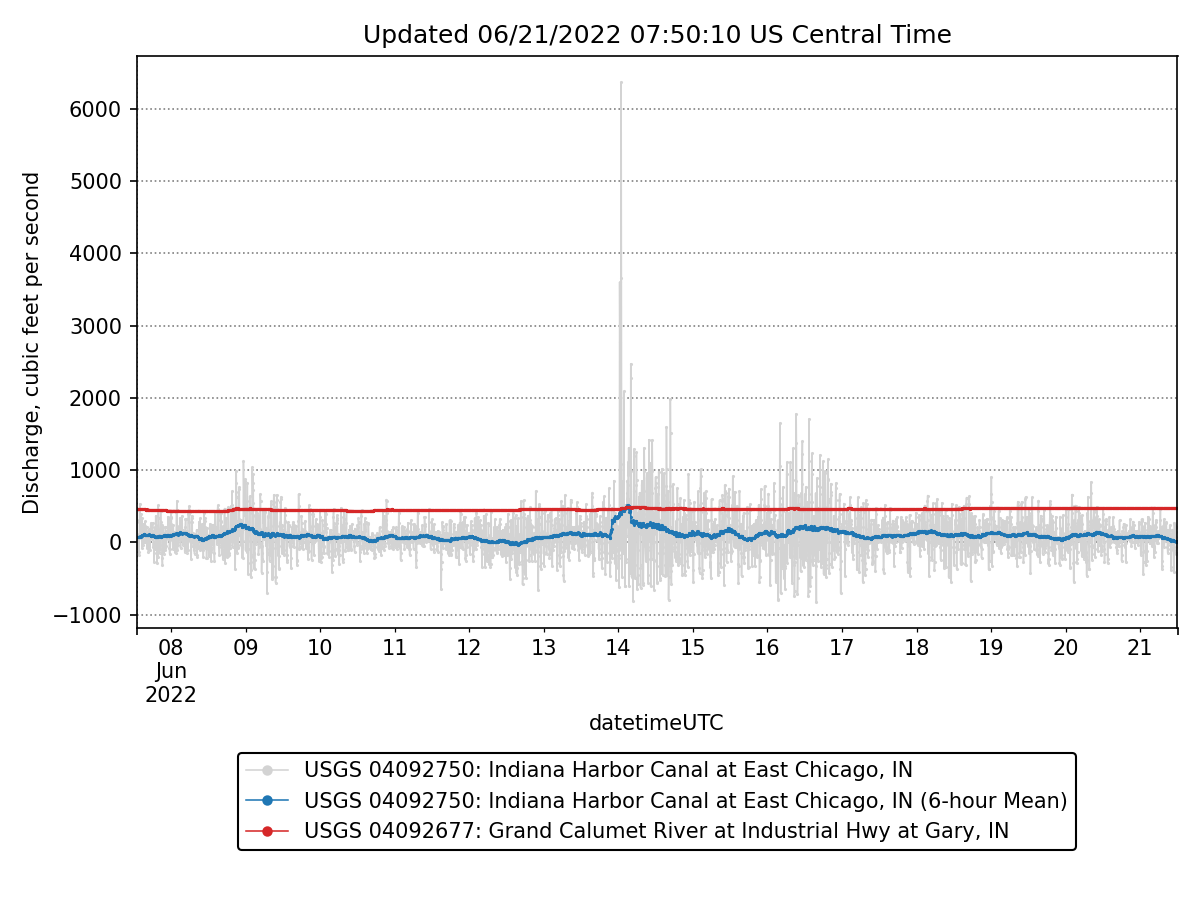 Updated 06/21/2022 07:50:10 US Central Time
Discharge, cubic feet per second
6000
5000
4000
3000
2000
1000
0
−1000
08 09 10 11 12 13 14 15 16 17 18 19 20 21
Jun
2022
datetimeUTC
USGS 04092750: Indiana Harbor Canal at East Chicago, IN
USGS 04092750: Indiana Harbor Canal at East Chicago, IN (6-hour Mean)
USGS 04092677: Grand Calumet River at Industrial Hwy at Gary, IN